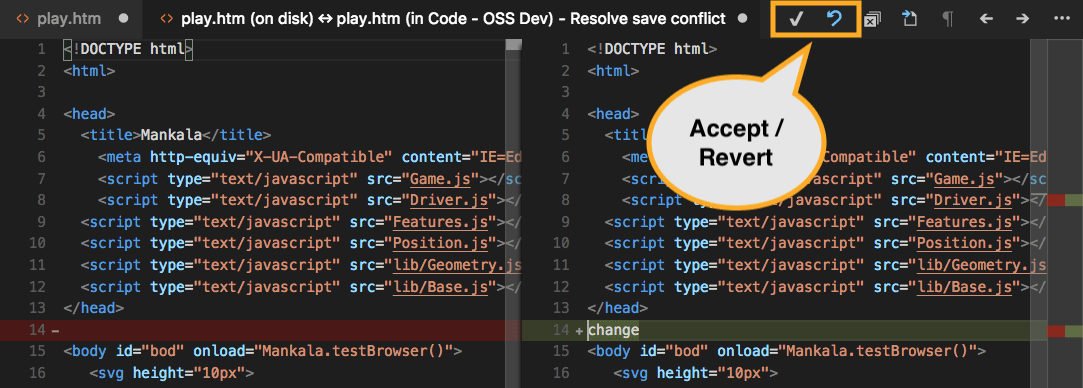 play.htm
play.htm (on disk) ↔ play.htm (in Code - OSS Dev) - Resolve save conflict
1 <!DOCTYPE html>
2 <html>
3
4 <head>
5 <title>Mankala</title>
6 <meta http-equiv="X-UA-Compatible" content="IE=Ed
7 <script type="text/javascript" src="Game.js"></sc
8 <script type="text/javascript" src="Driver.js"></
9 <script type="text/javascript" src="Features.js"></
10 <script type="text/javascript" src="Position.js"></
11 <script type="text/javascript" src="lib/Geometry.js
12 <script type="text/javascript" src="lib/Base.js"></
13 </head>
14 -
15 <body id="bod" onload="Mankala.testBrowser()">
16 <svg height="10px">
1 <!DOCTYPE html>
2 <html>
3
4 <head>
5 <titl
6 <me Compatible" content="IE=Ed
7 <sc javascript" src="Game.js"></sc
8 <script type="text/javascript" src="Driver.js"></
9 <script type="text/javascript" src="Features.js"></
10 <script type="text/javascript" src="Position.js"></
11 <script type="text/javascript" src="lib/Geometry.js
12 <script type="text/javascript" src="lib/Base.js"></
13 </head>
14 + change
15 <body id="bod" onload="Mankala.testBrowser()">
16 <svg height="10px">
Accept /
Revert